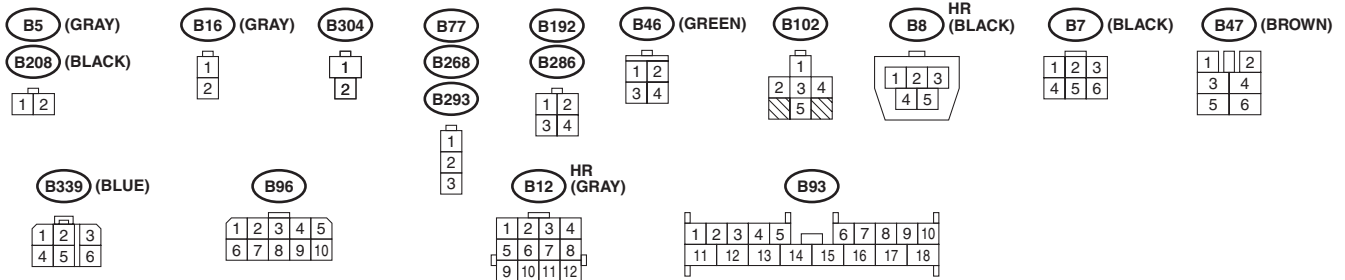 B5 (GRAY)
B208 (BLACK)
1 2
B16 (GRAY)
1
2
B304
1
2
B77
B268
B293
1
2
3
B192
B286
1 2
3 4
B46 (GREEN)
1 2
3 4
B102
1
2 3 4
5
B8 HR (BLACK)
1 2 3
4 5
B7 (BLACK)
1 2 3
4 5 6
B47 (BROWN)
1 2
3 4
5 6
B339 (BLUE)
1 2 3
4 5 6
B96
1 2 3 4 5
6 7 8 9 10
B12 HR (GRAY)
1 2 3 4
5 6 7 8
9 10 11 12
B93
1 2 3 4 5 6 7 8 9 10
11 12 13 14 15 16 17 18